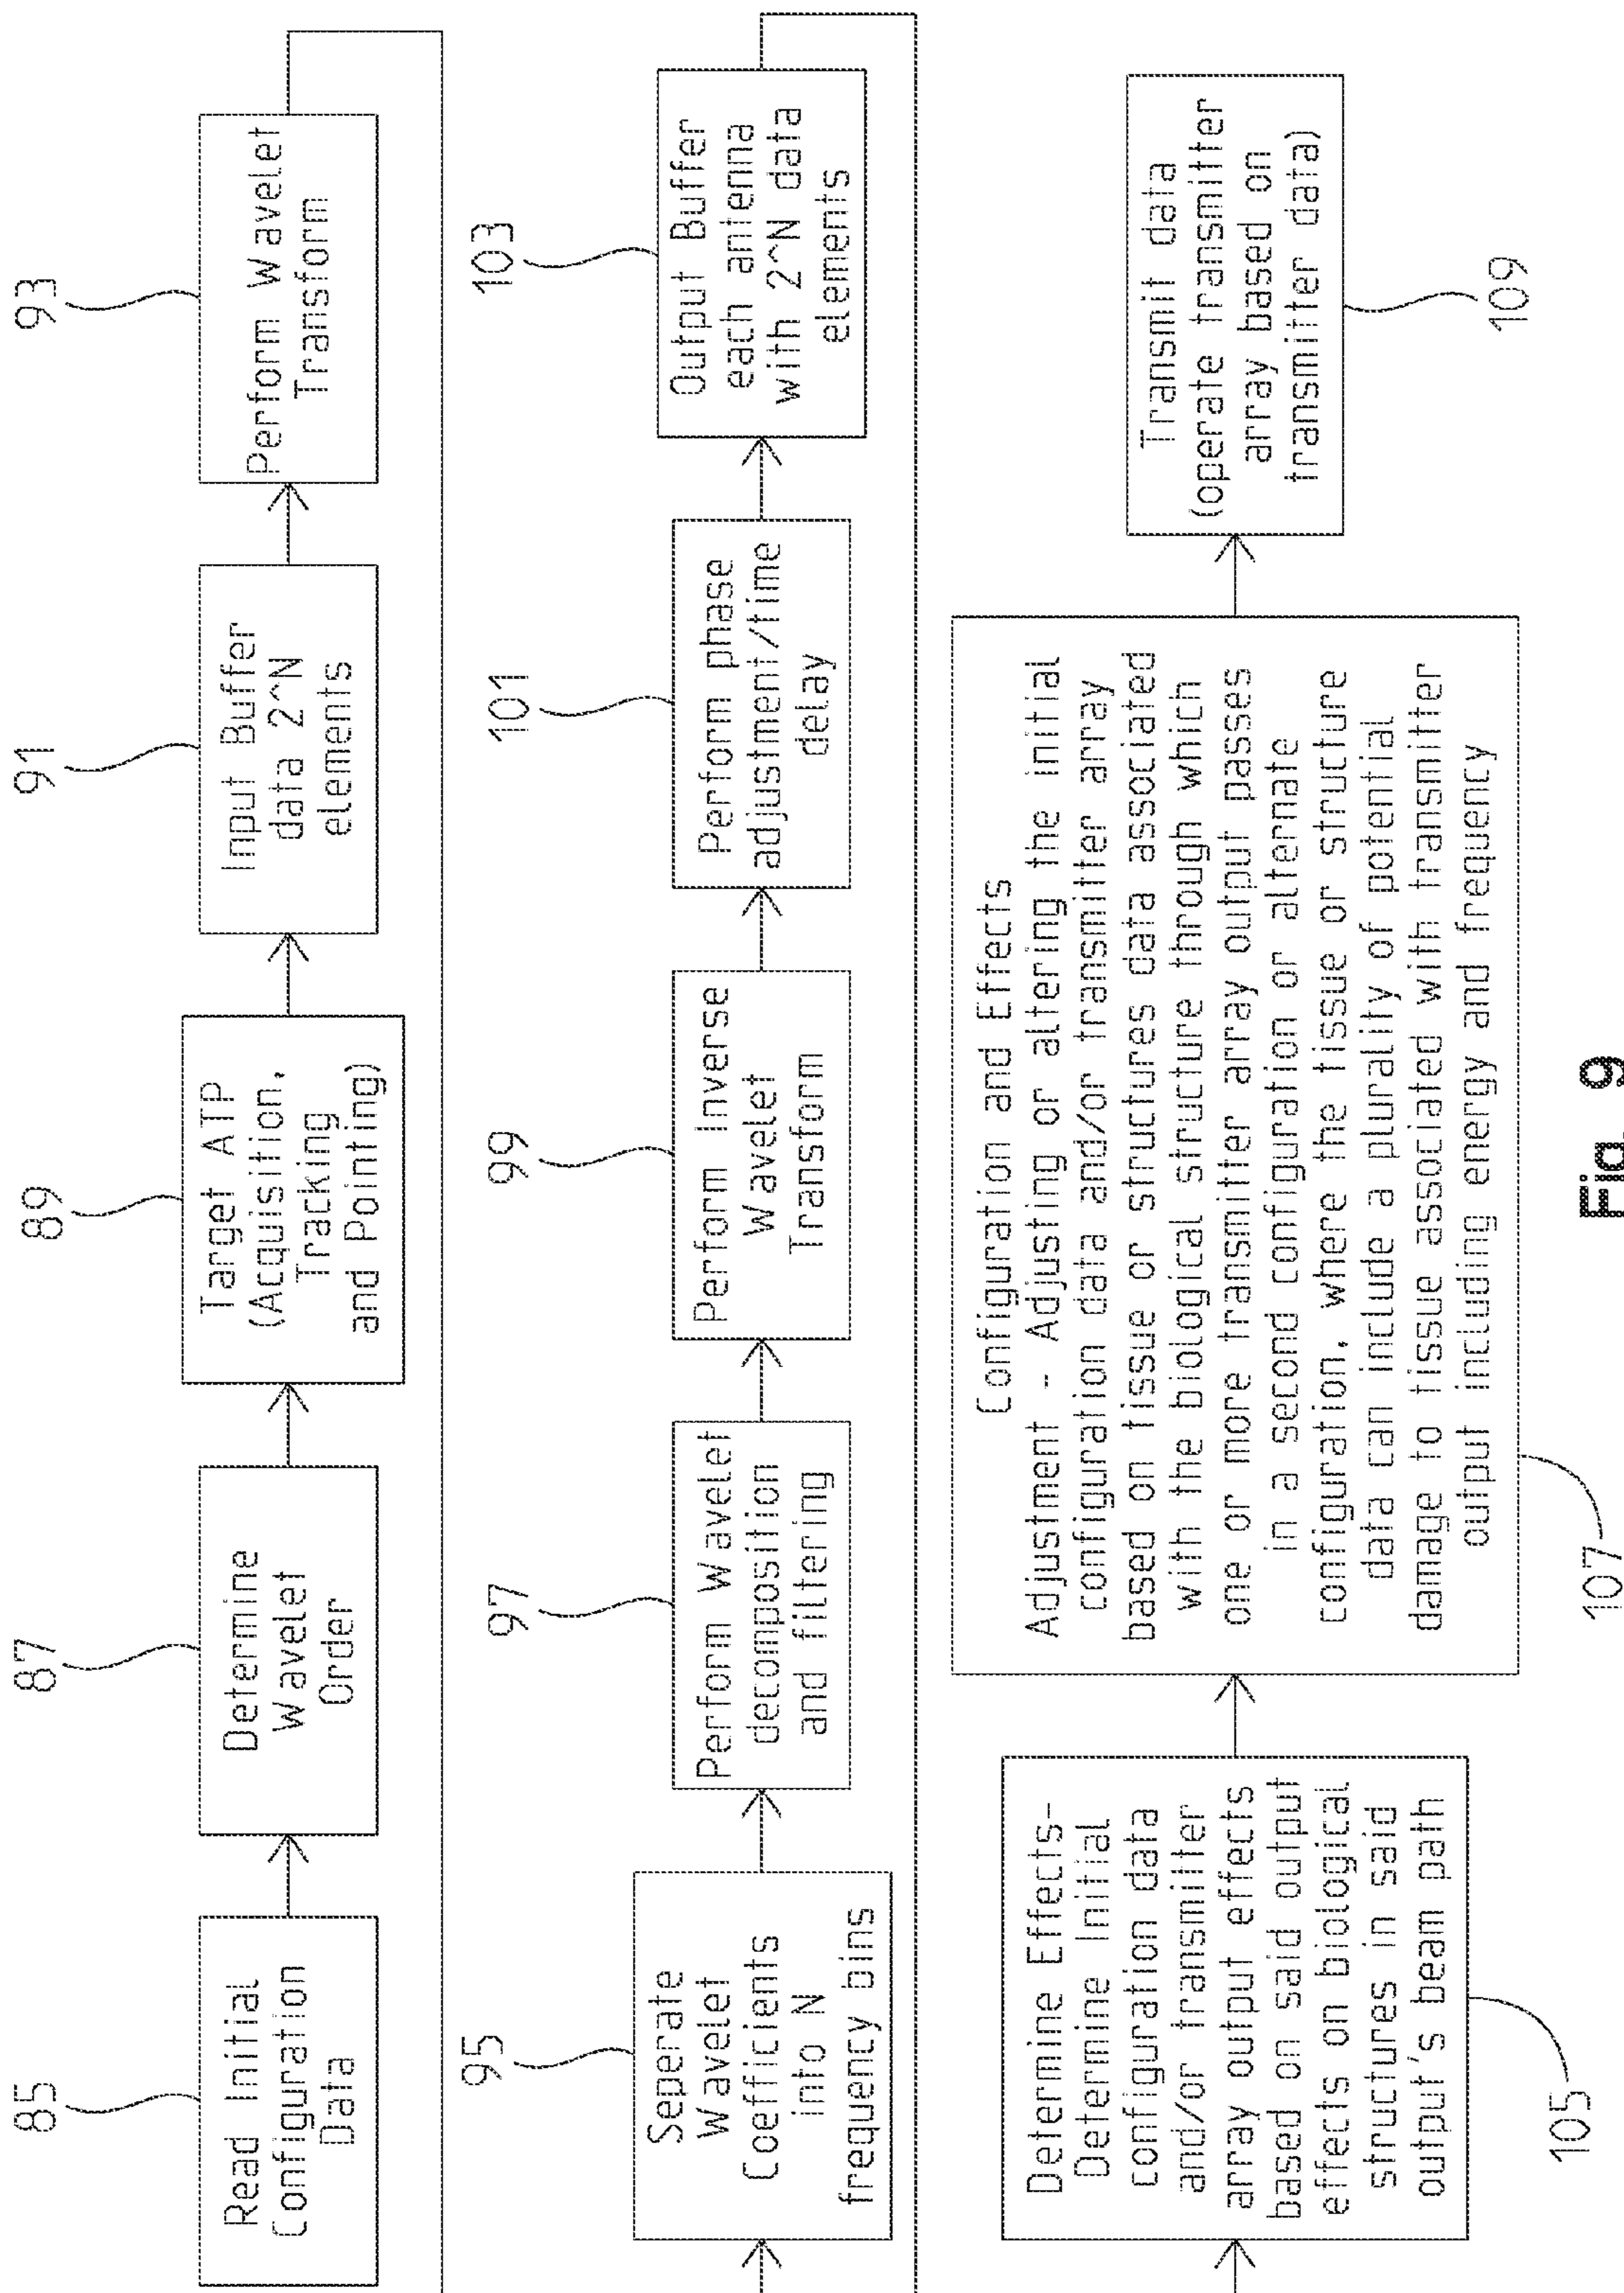 85
Read Initial
Configuration
Data
87
Determine
Wavelet
Order
89
Target ATP
(Acquisition,
Tracking
and Pointing)
91
Input Buffer
data 2^N
elements
93
Perform Wavelet
Transform
95
Seperate
Wavelet
Coefficients
into N
frequency bins
97
Perform Wavelet
decomposition
and filtering
99
Perform Inverse
Wavelet
Transform
101
Perform phase
adjustment/time
delay
103
Output Buffer
each antenna
with 2^N data
elements
Determine Effects-
Determine Initial
configuration data
and/or transmitter
array output effects
based on said output
effects on biological
structures in said
output's beam path
105
Configuration and Effects
Adjustment - Adjusting or altering the initial
configuration data and/or transmitter array
based on tissue or structures data associated
with the biological structure through which
one or more transmitter array output passes
in a second configuration or alternate
configuration, where the tissue or structure
data can include a plurality of potential
damage to tissue associated with transmitter
output including energy and frequency
107
Transmit data
(operate transmitter
array based on
transmitter data)
109
Fig. 9